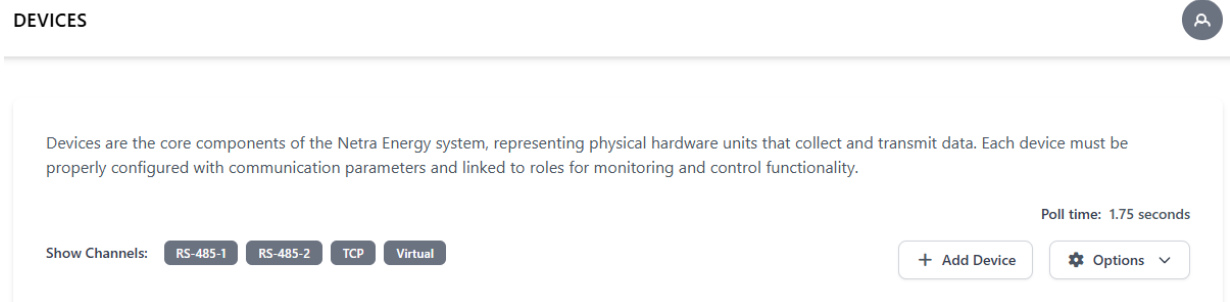 DEVICES
Devices are the core components of the Netra Energy system, representing physical hardware units that collect and transmit data. Each device must be
properly configured with communication parameters and linked to roles for monitoring and control functionality.
Poll time: 1.75 seconds
Show Channels: RS-485-1 RS-485-2 TCP Virtual
+ Add Device Options